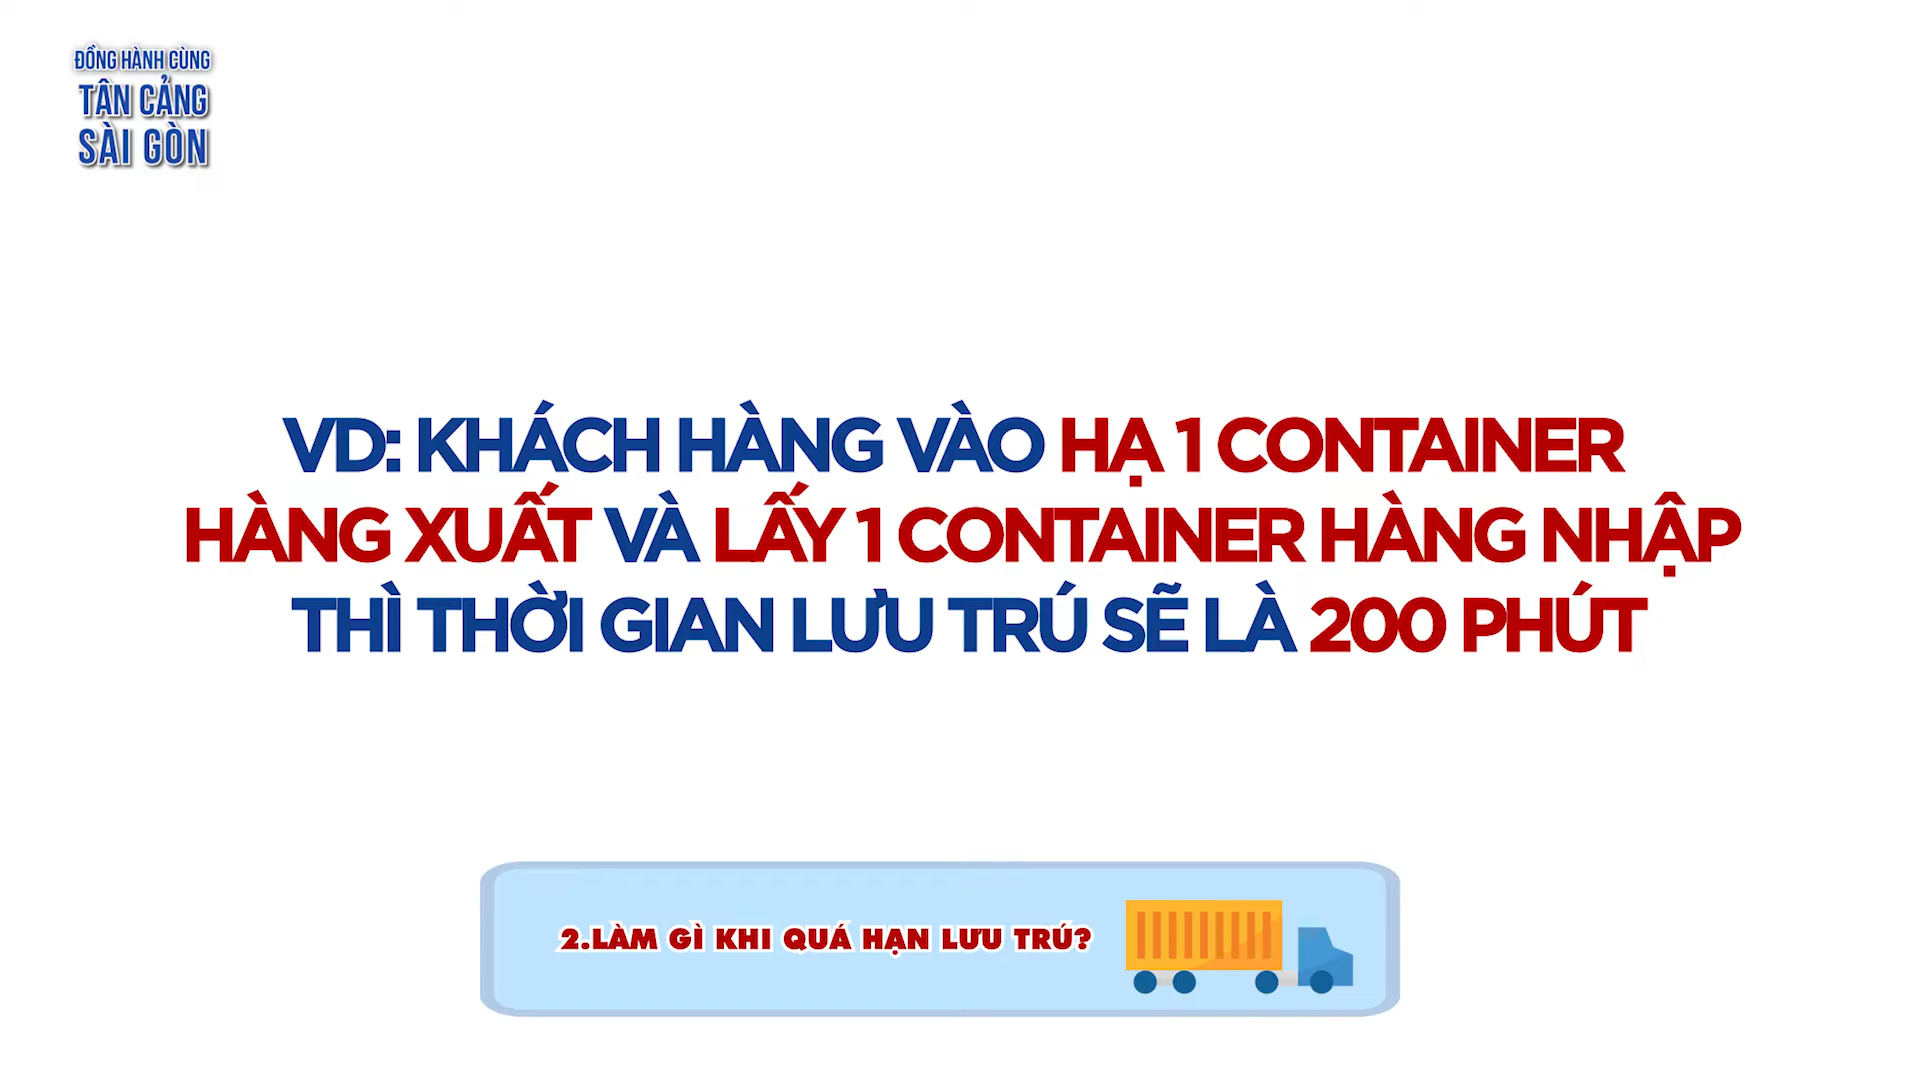 ĐỒNG HÀNH CÙNG
TÂN CẢNG
SÀI GÒN
VD: KHÁCH HÀNG VÀO HẠ 1 CONTAINER
HÀNG XUẤT VÀ LẤY 1 CONTAINER HÀNG NHẬP
THÌ THỜI GIAN LƯU TRÚ SẼ LÀ 200 PHÚT
2.LÀM GÌ KHI QUÁ HẠN LƯU TRÚ?